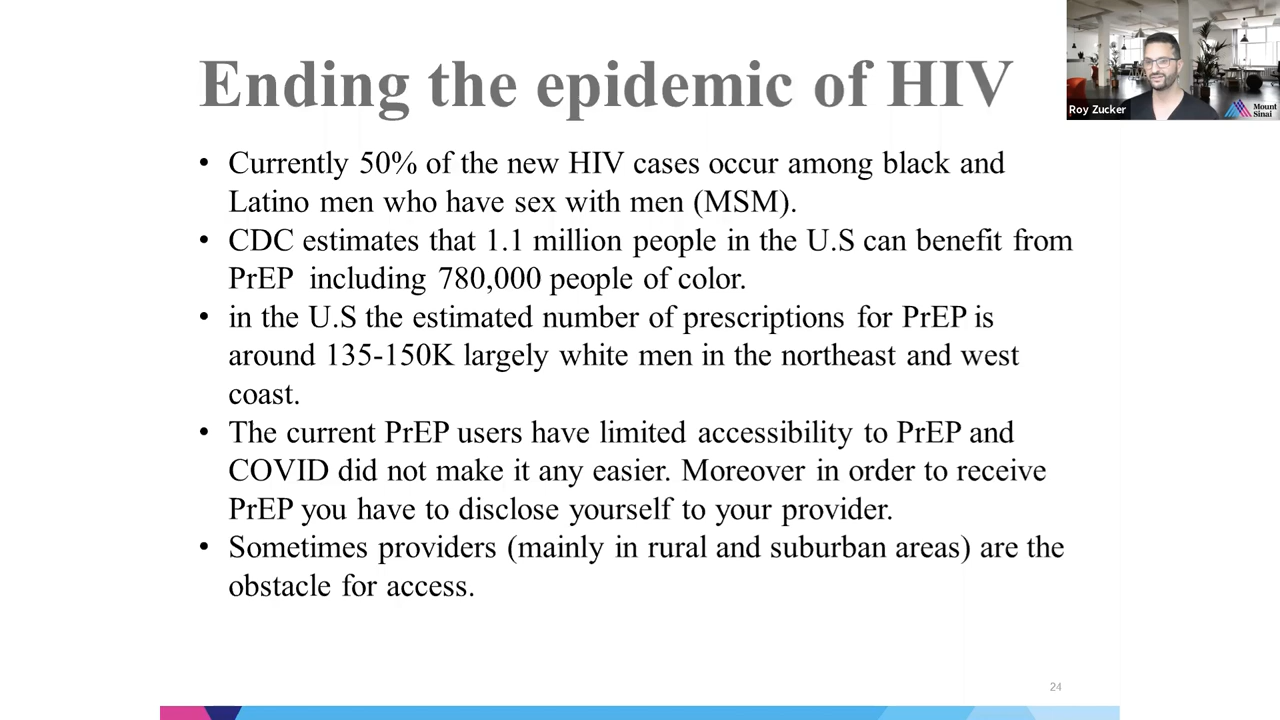 Ending the epidemic of HIV
• Currently 50% of the new HIV cases occur among black and
Latino men who have sex with men (MSM).
• CDC estimates that 1.1 million people in the U.S can benefit from
PrEP including 780,000 people of color.
• in the U.S the estimated number of prescriptions for PrEP is
around 135-150K largely white men in the northeast and west
coast.
• The current PrEP users have limited accessibility to PrEP and
COVID did not make it any easier. Moreover in order to receive
PrEP you have to disclose yourself to your provider.
• Sometimes providers (mainly in rural and suburban areas) are the
obstacle for access.
24
Roy Zucker
Mount
Sinai